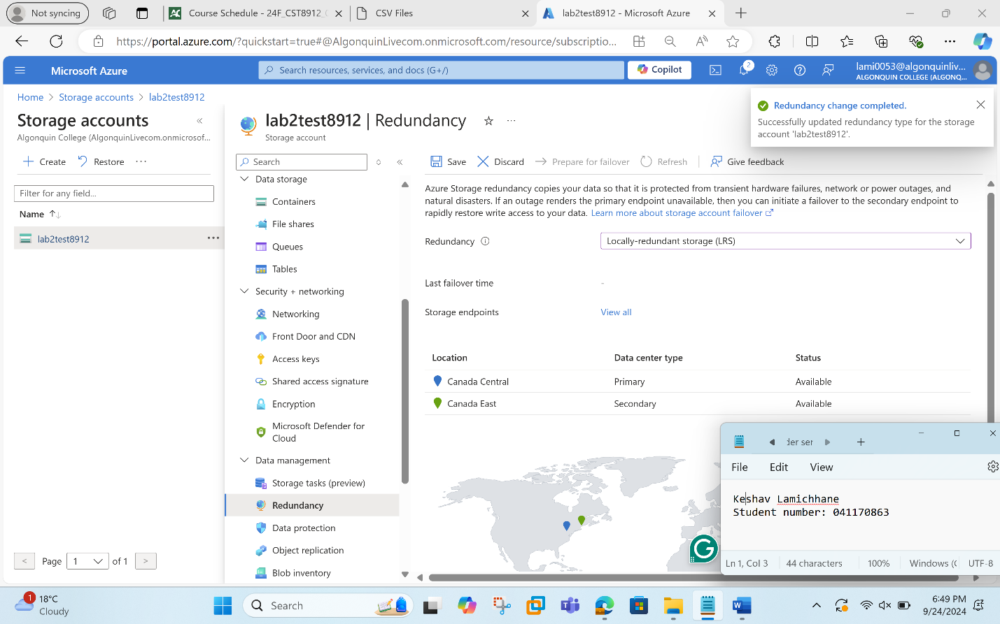 Not syncing
Course Schedule - 24F_CST8912_
CSV Files
lab2test8912 - Microsoft Azure
https://portal.azure.com/?quickstart=true#@AlgonquinLivecom.onmicrosoft.com/resource/subscriptio...
Microsoft Azure
Search resources, services, and docs (G+/)
Copilot
2
lami0053@algonquinliv...
ALGONQUIN COLLEGE (ALGONQ...
Home > Storage accounts > lab2test8912
Redundancy change completed.
Successfully updated redundancy type for the storage
account 'lab2test8912'.
Storage accounts
Algonquin College (AlgonquinLivecom.onmicrosof...
Create
Restore
...
Filter for any field...
Name
lab2test8912
...
< Page 1 of 1 >
lab2test8912 | Redundancy
...
Storage account
Search
Data storage
Containers
File shares
Queues
Tables
Security + networking
Networking
Front Door and CDN
Access keys
Shared access signature
Encryption
Microsoft Defender for
Cloud
Data management
Storage tasks (preview)
Redundancy
Data protection
Object replication
Blob inventory
Save
Discard
Prepare for failover
Refresh
Give feedback
Azure Storage redundancy copies your data so that it is protected from transient hardware failures, network or power outages, and
natural disasters. If an outage renders the primary endpoint unavailable, then you can initiate a failover to the secondary endpoint to
rapidly restore write access to your data. Learn more about storage account failover
Redundancy
Locally-redundant storage (LRS)
Last failover time
-
Storage endpoints
View all
Location Data center type Status
Canada Central Primary Available
Canada East Secondary Available
der ser
File Edit View
Keshav Lamichhane
Student number: 041170863
Ln 1, Col 3 44 characters 100% Windows (C UTF-8
1
18°C
Cloudy
Search
6:49 PM
9/24/2024